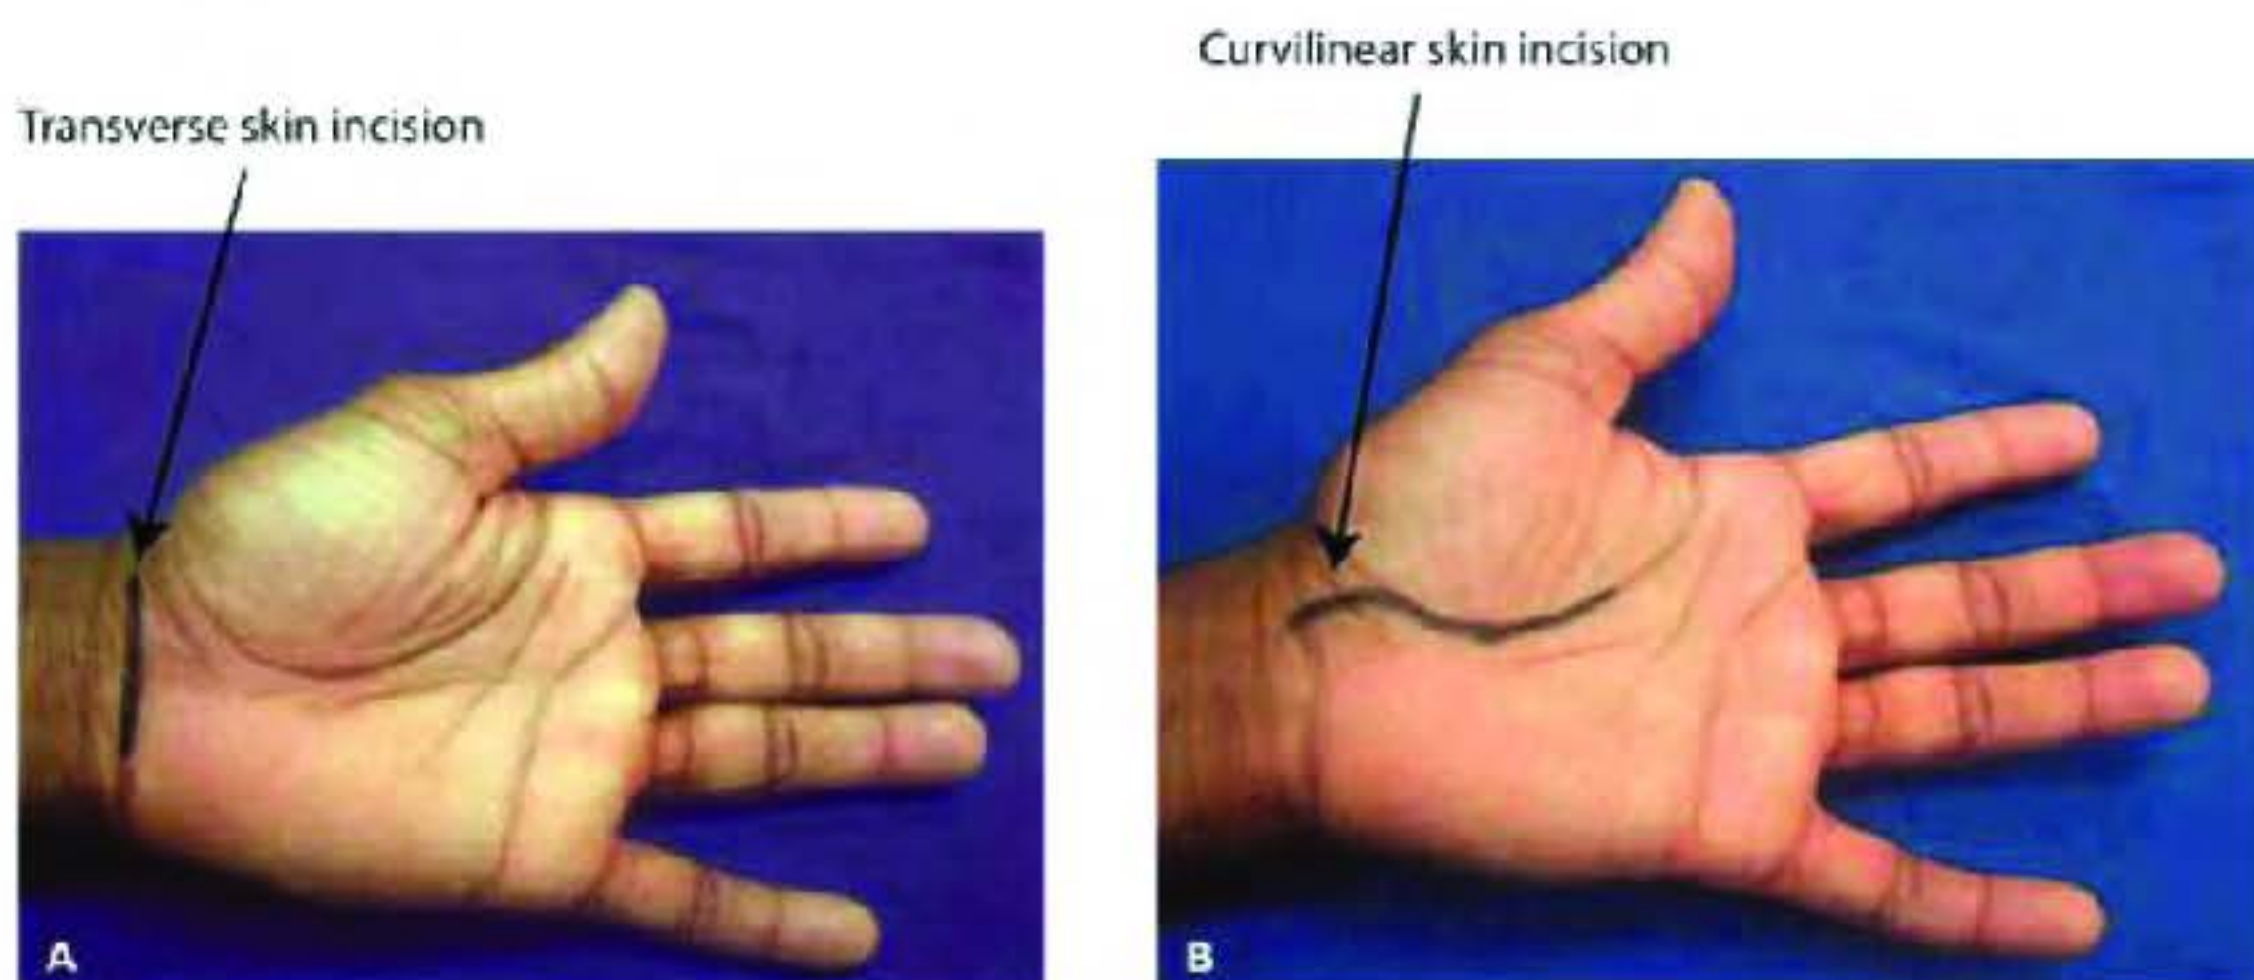 Transverse skin incision
Curvilinear skin incision
A
B